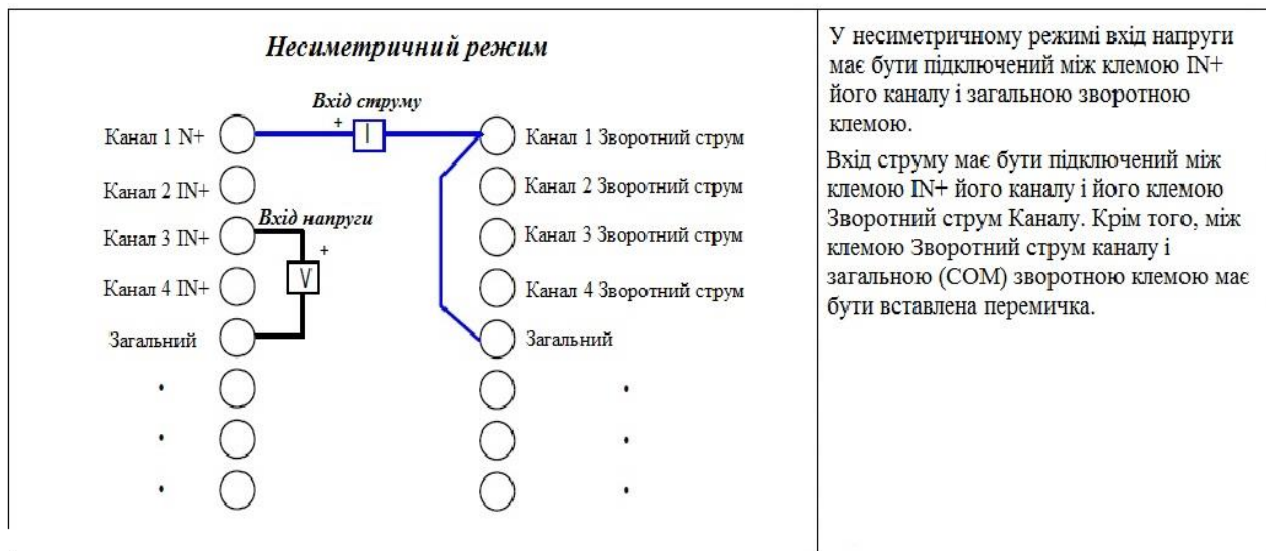 Несиметричний режим
Вхід струму
+
I
Канал 1 N+
Канал 1 Зворотний струм
Канал 2 IN+
Канал 2 Зворотний струм
Вхід напруги
Канал 3 IN+
+
Канал 3 Зворотний струм
V
Канал 4 IN+
Канал 4 Зворотний струм
Загальний
Загальний
У несиметричному режимі вхід напруги
має бути підключений між клемою IN+
його каналу і загальною зворотною
клемою.
Вхід струму має бути підключений між
клемою IN+ його каналу і його клемою
Зворотний струм Каналу. Крім того, між
клемою Зворотний струм каналу і
загальною (COM) зворотною клемою має
бути вставлена перемичка.